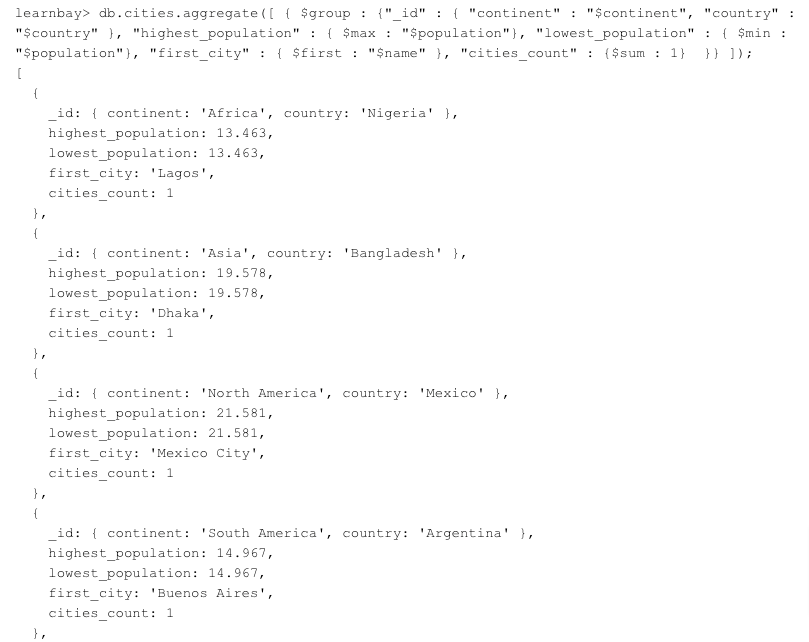 learnbay> db.cities.aggregate([ { $group : {"_id" : { "continent" : "$continent", "country" :
"$country" }, "highest_population" : { $max : "$population"}, "lowest_population" : { $min :
"$population"}, "first_city" : { $first : "$name" }, "cities_count" : {$sum : 1}  }} ]);
[
  {
    _id: { continent: 'Africa', country: 'Nigeria' },
    highest_population: 13.463,
    lowest_population: 13.463,
    first_city: 'Lagos',
    cities_count: 1
  },
  {
    _id: { continent: 'Asia', country: 'Bangladesh' },
    highest_population: 19.578,
    lowest_population: 19.578,
    first_city: 'Dhaka',
    cities_count: 1
  },
  {
    _id: { continent: 'North America', country: 'Mexico' },
    highest_population: 21.581,
    lowest_population: 21.581,
    first_city: 'Mexico City',
    cities_count: 1
  },
  {
    _id: { continent: 'South America', country: 'Argentina' },
    highest_population: 14.967,
    lowest_population: 14.967,
    first_city: 'Buenos Aires',
    cities_count: 1
  },